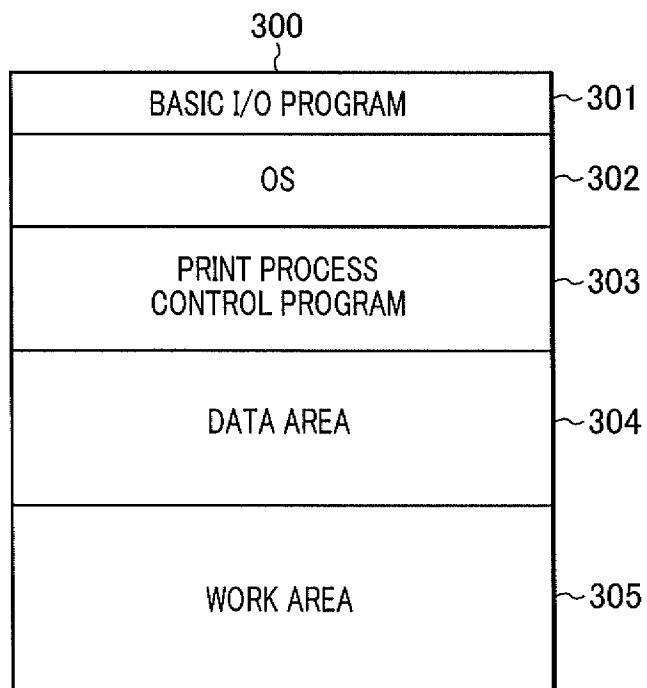 300
BASIC I/O PROGRAM
301
OS
302
PRINT PROCESS
CONTROL PROGRAM
303
DATA AREA
304
WORK AREA
305